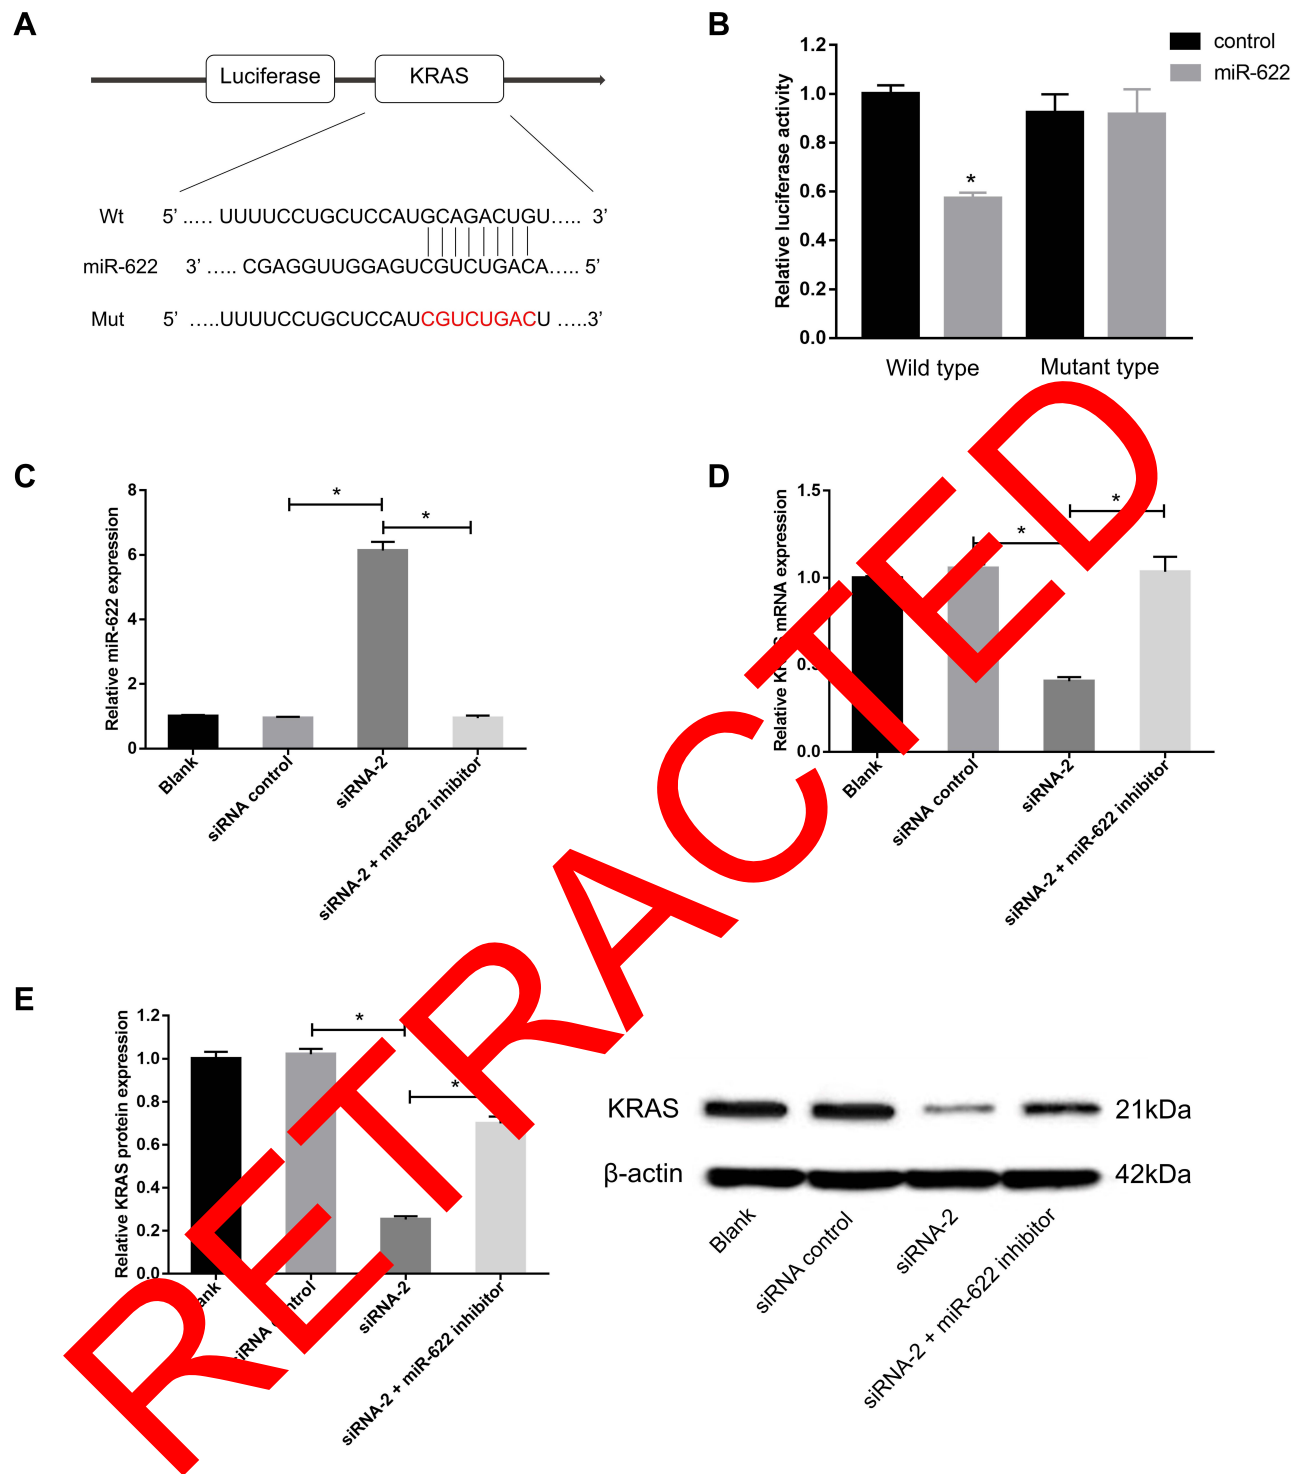 A
Luciferase
KRAS
Wt 5’ ..... UUUUCCUGCUCCAUGCAGACUGU..... 3’
miR-622 3’ ..... CGAGGUUGGAGUCGUCUGACA..... 5’
Mut 5’ .....UUUUCCUGCUCCAUCGUCUGACU .....3’
B
control
miR-622
Relative luciferase activity
1.2
1.0
0.8
0.6
0.4
0.2
0.0
*
Wild type
Mutant type
C
Relative miR-622 expression
8
6
4
2
0
*
*
Blank
siRNA control
siRNA-2
siRNA-2 + miR-622 inhibitor
D
Relative mRNA expression
1.5
1.0
0.0
*
*
Blank
siRNA control
siRNA-2
siRNA-2 + miR-622 inhibitor
E
Relative KRAS protein expression
1.2
1.0
0.8
0.6
0.4
0.2
0.0
*
*
siRNA-2
siRNA-2 + miR-622 inhibitor
KRAS
21kDa
β-actin
42kDa
Blank
siRNA control
siRNA-2
siRNA-2 + miR-622 inhibitor
RETRACTED